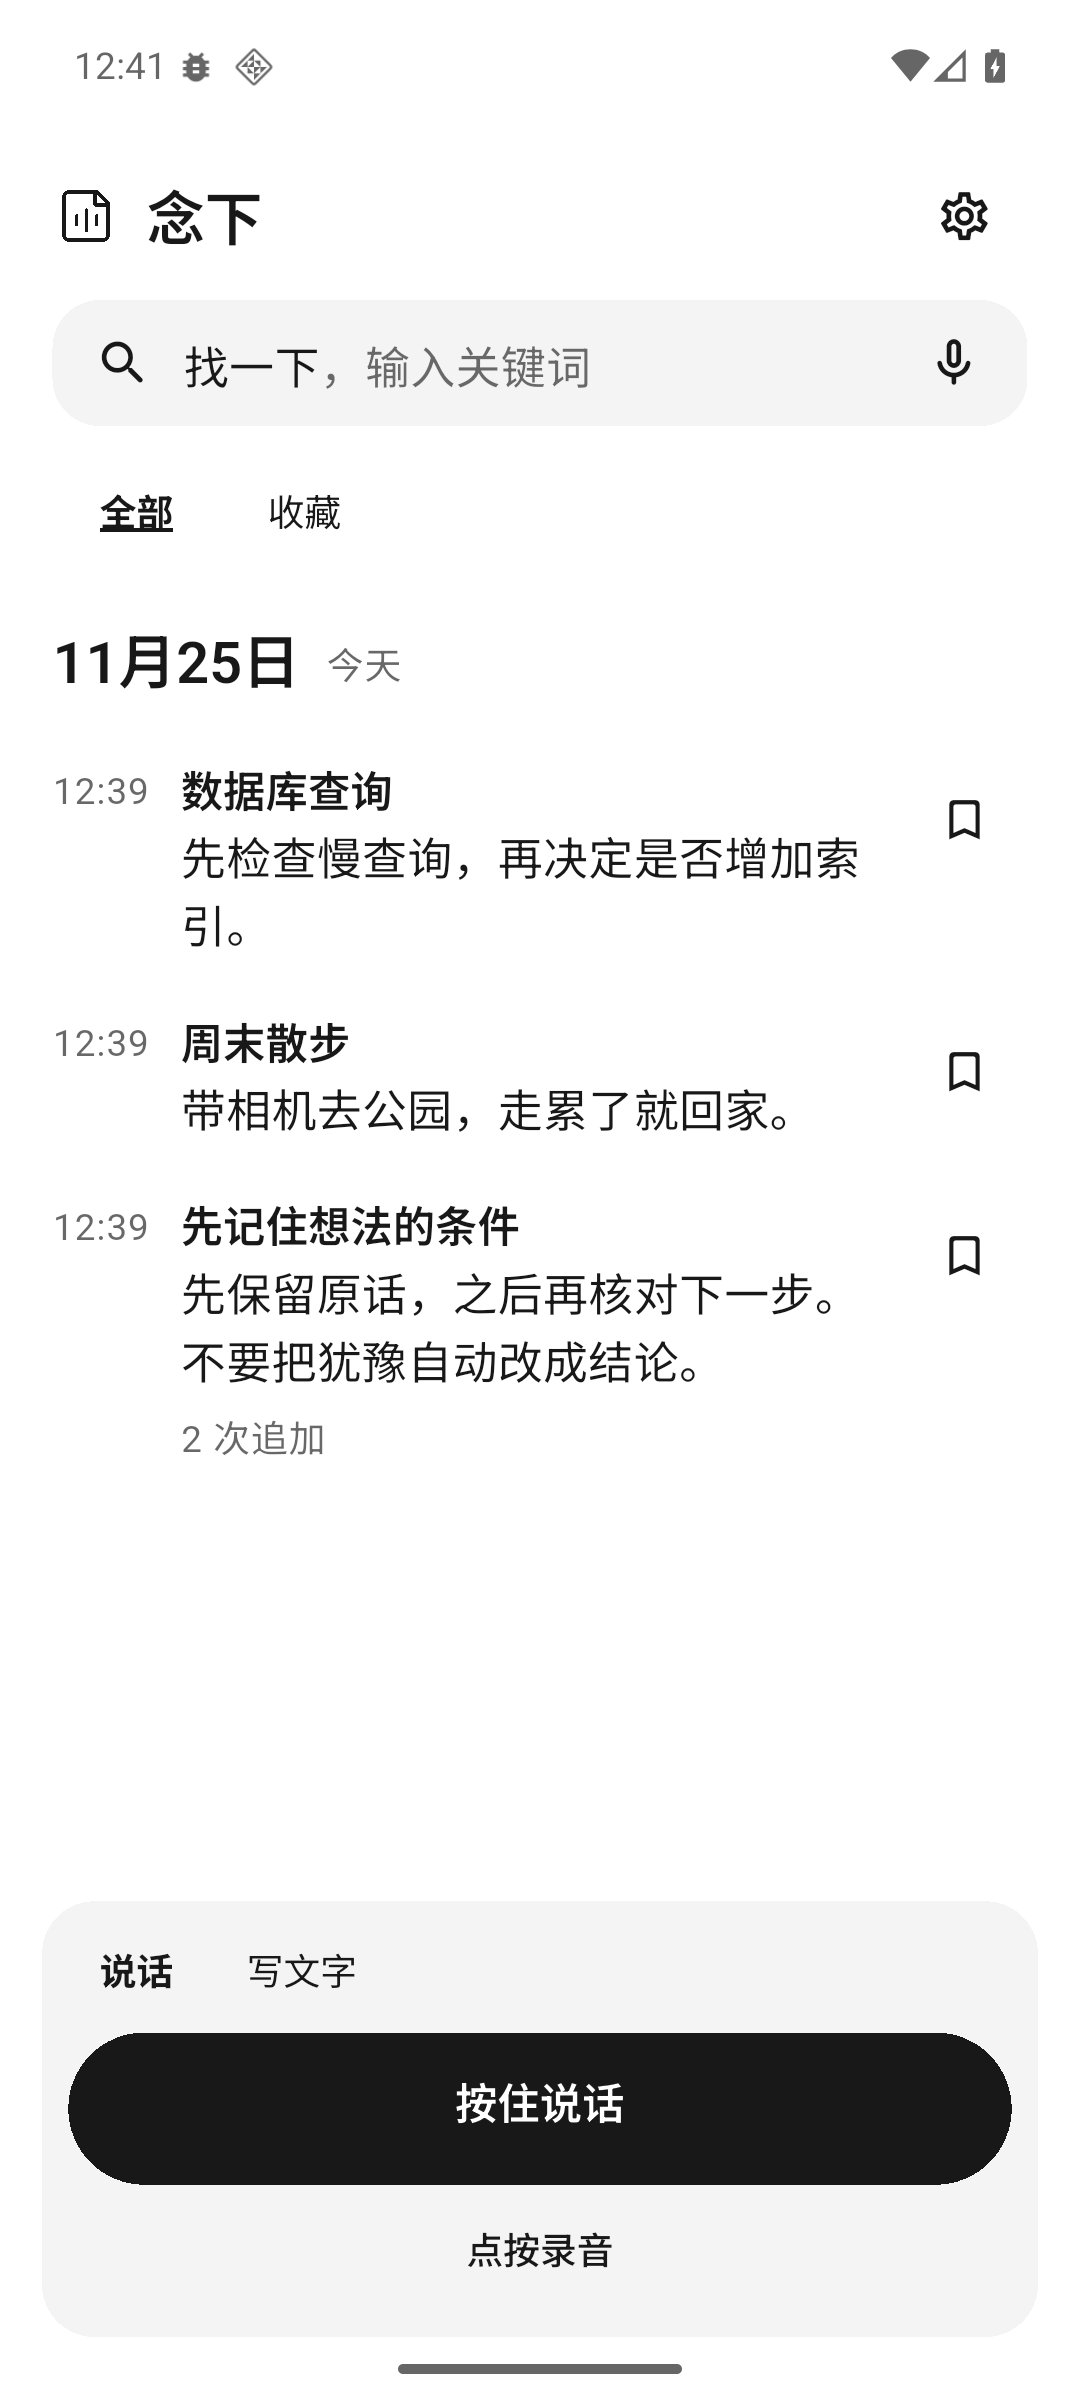 12:41
念下
找一下，输入关键词
全部 收藏
11月25日 今天
12:39 数据库查询
先检查慢查询，再决定是否增加索
引。
12:39 周末散步
带相机去公园，走累了就回家。
12:39 先记住想法的条件
先保留原话，之后再核对下一步。
不要把犹豫自动改成结论。
2 次追加
说话 写文字
按住说话
点按录音